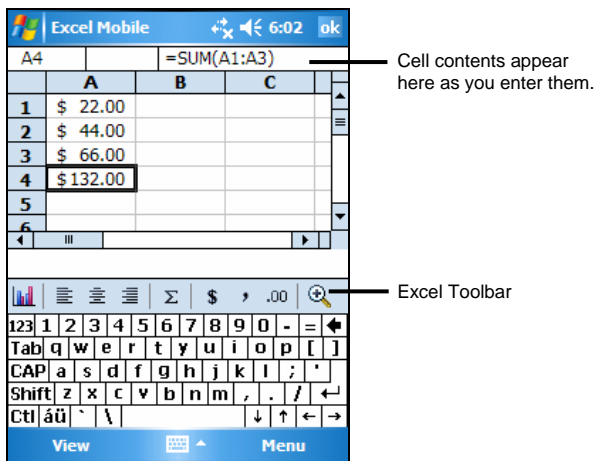 Excel Mobile 6:02 ok
A4 =SUM(A1:A3)
Cell contents appear
here as you enter them.
A B C
1 $ 22.00
2 $ 44.00
3 $ 66.00
4 $132.00
5
6
Σ $ , .00
Excel Toolbar
123 1 2 3 4 5 6 7 8 9 0 - =
Tab q w e r t y u i o p [ ]
CAP a s d f g h j k l ; '
Shift z x c v b n m , . /
Ctl áü ` \
View Menu